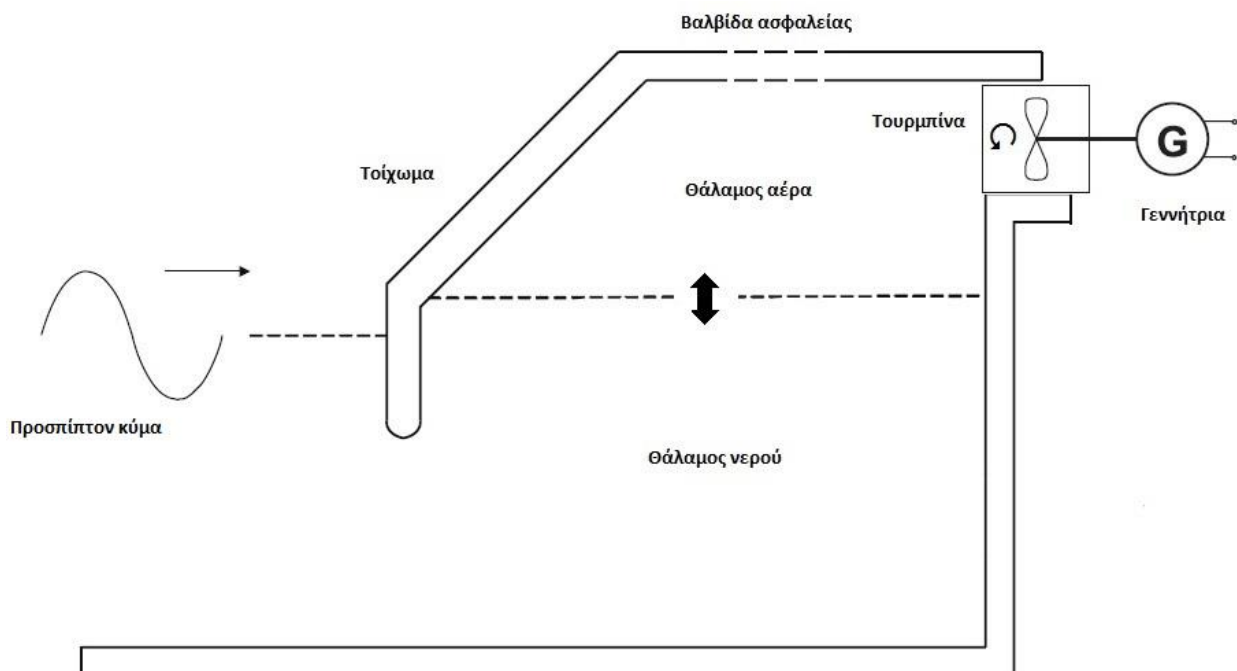 Βαλβίδα ασφαλείας
Τουρμπίνα
G
Τοίχωμα
Θάλαμος αέρα
Γεννήτρια
Προσπίπτον κύμα
Θάλαμος νερού